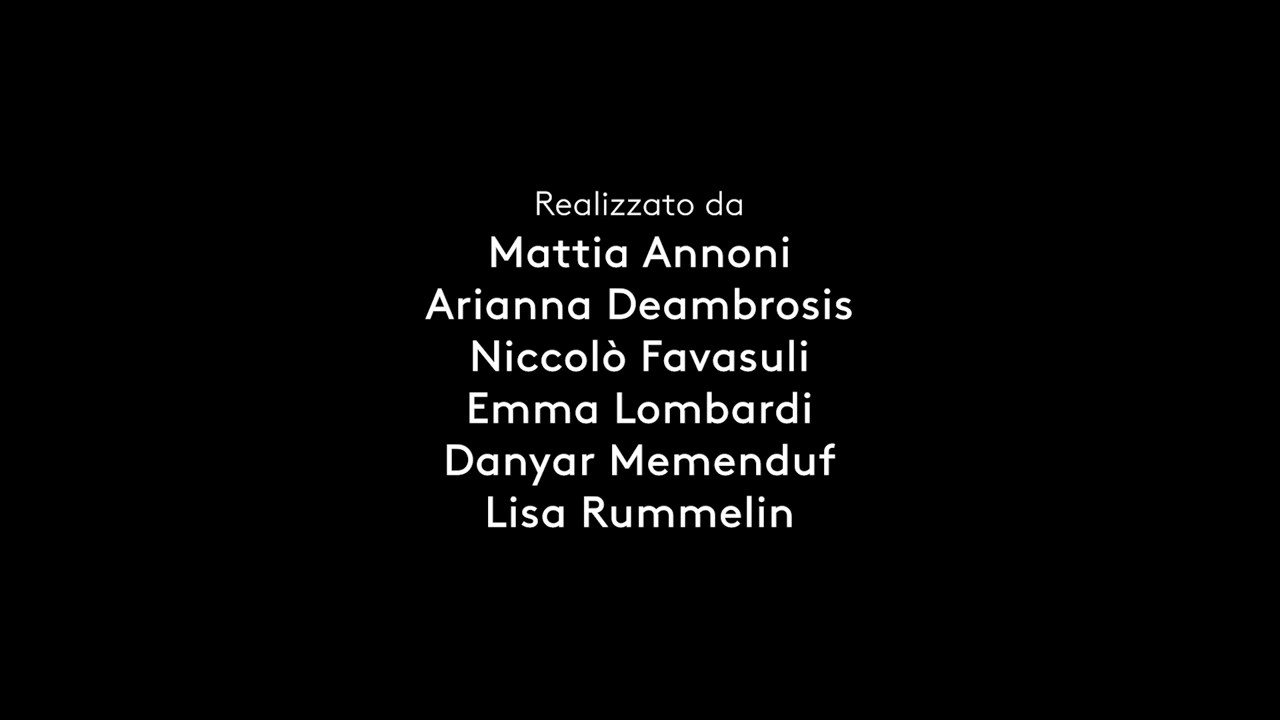 Realizzato da
Mattia Annoni
Arianna Deambrosis
Niccolò Favasuli
Emma Lombardi
Danyar Memenduf
Lisa Rummelin